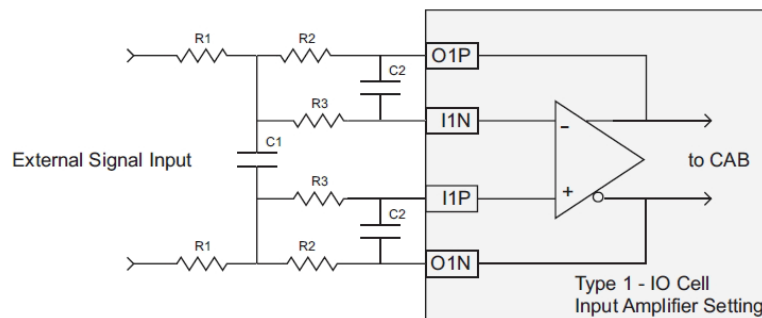 R1
R2
O1P
C2
R3
I1N
C1
-
External Signal Input
to CAB
R3
I1P
+
C2
R1
R2
O1N
Type 1 - IO Cell
Input Amplifier Setting